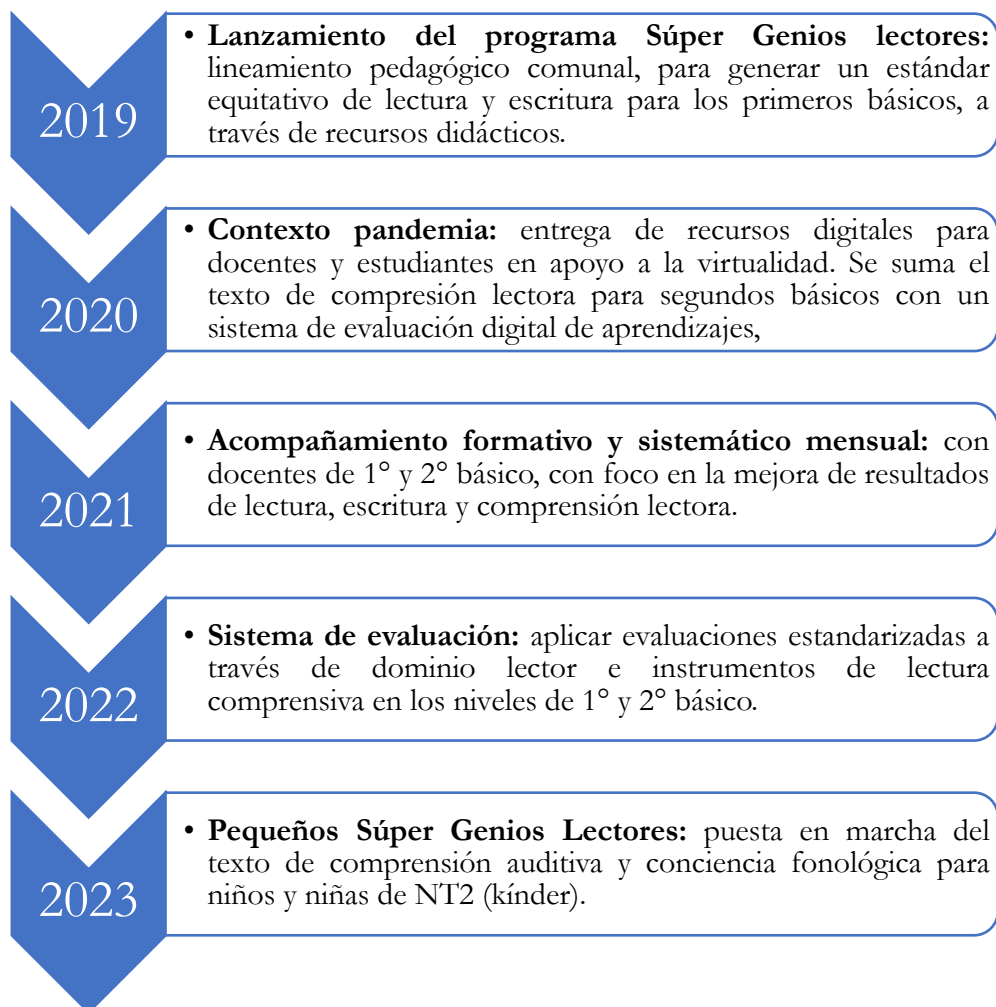 2019
• Lanzamiento del programa Súper Genios lectores:
lineamiento pedagógico comunal, para generar un estándar
equitativo de lectura y escritura para los primeros básicos, a
través de recursos didácticos.
2020
• Contexto pandemia: entrega de recursos digitales para
docentes y estudiantes en apoyo a la virtualidad. Se suma el
texto de compresión lectora para segundos básicos con un
sistema de evaluación digital de aprendizajes,
2021
• Acompañamiento formativo y sistemático mensual: con
docentes de 1° y 2° básico, con foco en la mejora de resultados
de lectura, escritura y comprensión lectora.
2022
• Sistema de evaluación: aplicar evaluaciones estandarizadas a
través de dominio lector e instrumentos de lectura
comprensiva en los niveles de 1° y 2° básico.
2023
• Pequeños Súper Genios Lectores: puesta en marcha del
texto de comprensión auditiva y conciencia fonológica para
niños y niñas de NT2 (kínder).